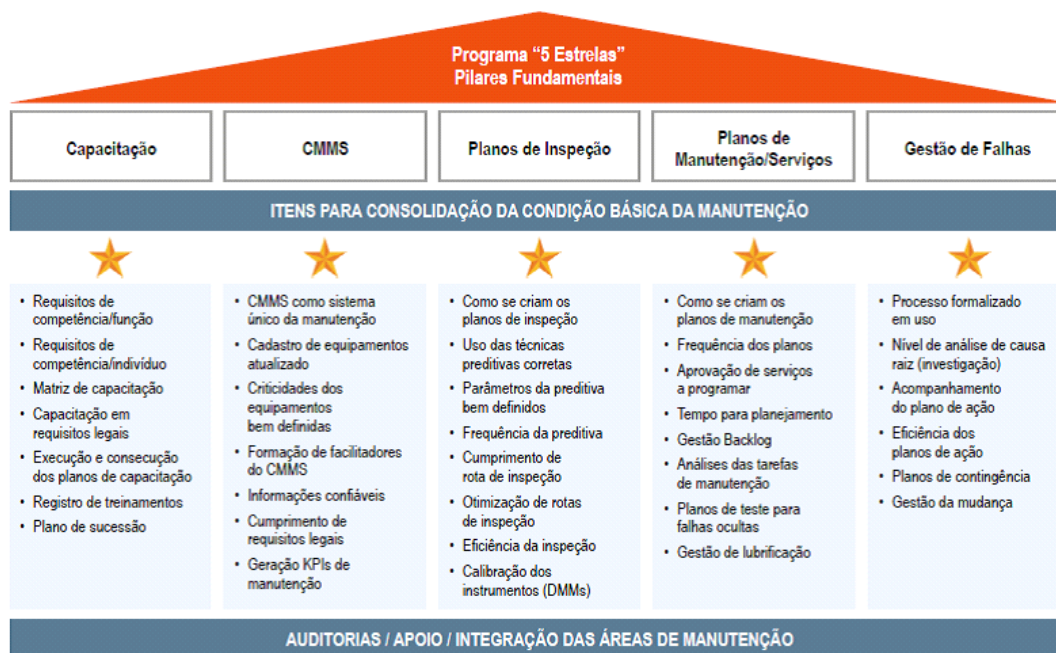 Programa “5 Estrelas”
Pilares Fundamentais
Capacitação
CMMS
Planos de Inspeção
Planos de
Manutenção/Serviços
Gestão de Falhas
ITENS PARA CONSOLIDAÇÃO DA CONDIÇÃO BÁSICA DA MANUTENÇÃO
• Requisitos de
competência/função
• Requisitos de
competência/indivíduo
• Matriz de capacitação
• Capacitação em
requisitos legais
• Execução e consecução
dos planos de capacitação
• Registro de treinamentos
• Plano de sucessão
• CMMS como sistema
único da manutenção
• Cadastro de equipamentos
atualizado
• Criticidades dos
equipamentos
bem definidas
• Formação de facilitadores
do CMMS
• Informações confiáveis
• Cumprimento de
requisitos legais
• Geração KPIs de
manutenção
• Como se criam os
planos de inspeção
• Uso das técnicas
preditivas corretas
• Parâmetros da preditiva
bem definidos
• Frequência da preditiva
• Cumprimento de
rota de inspeção
• Otimização de rotas
de inspeção
• Eficiência da inspeção
• Calibração dos
instrumentos (DMMs)
• Como se criam os
planos de manutenção
• Frequência dos planos
• Aprovação de serviços
a programar
• Tempo para planejamento
• Gestão Backlog
• Análises das tarefas
de manutenção
• Planos de teste para
falhas ocultas
• Gestão de lubrificação
• Processo formalizado
em uso
• Nível de análise de causa
raiz (investigação)
• Acompanhamento
do plano de ação
• Eficiência dos
planos de ação
• Planos de contingência
• Gestão da mudança
AUDITORIAS / APOIO / INTEGRAÇÃO DAS ÁREAS DE MANUTENÇÃO